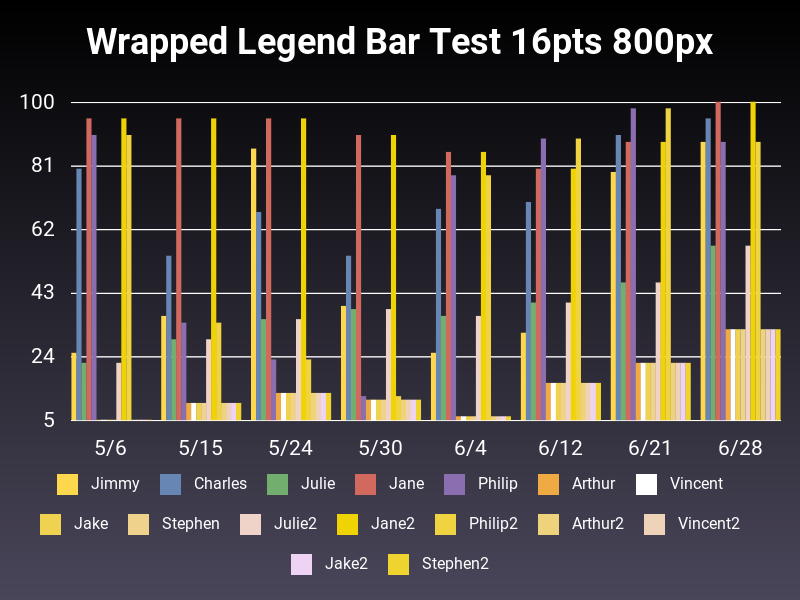 Wrapped Legend Bar Test 16pts 800px
100
81
62
43
24
5
5/6 5/15 5/24 5/30 6/4 6/12 6/21 6/28
Jimmy Charles Julie Jane Philip Arthur Vincent
Jake Stephen Julie2 Jane2 Philip2 Arthur2 Vincent2
Jake2 Stephen2